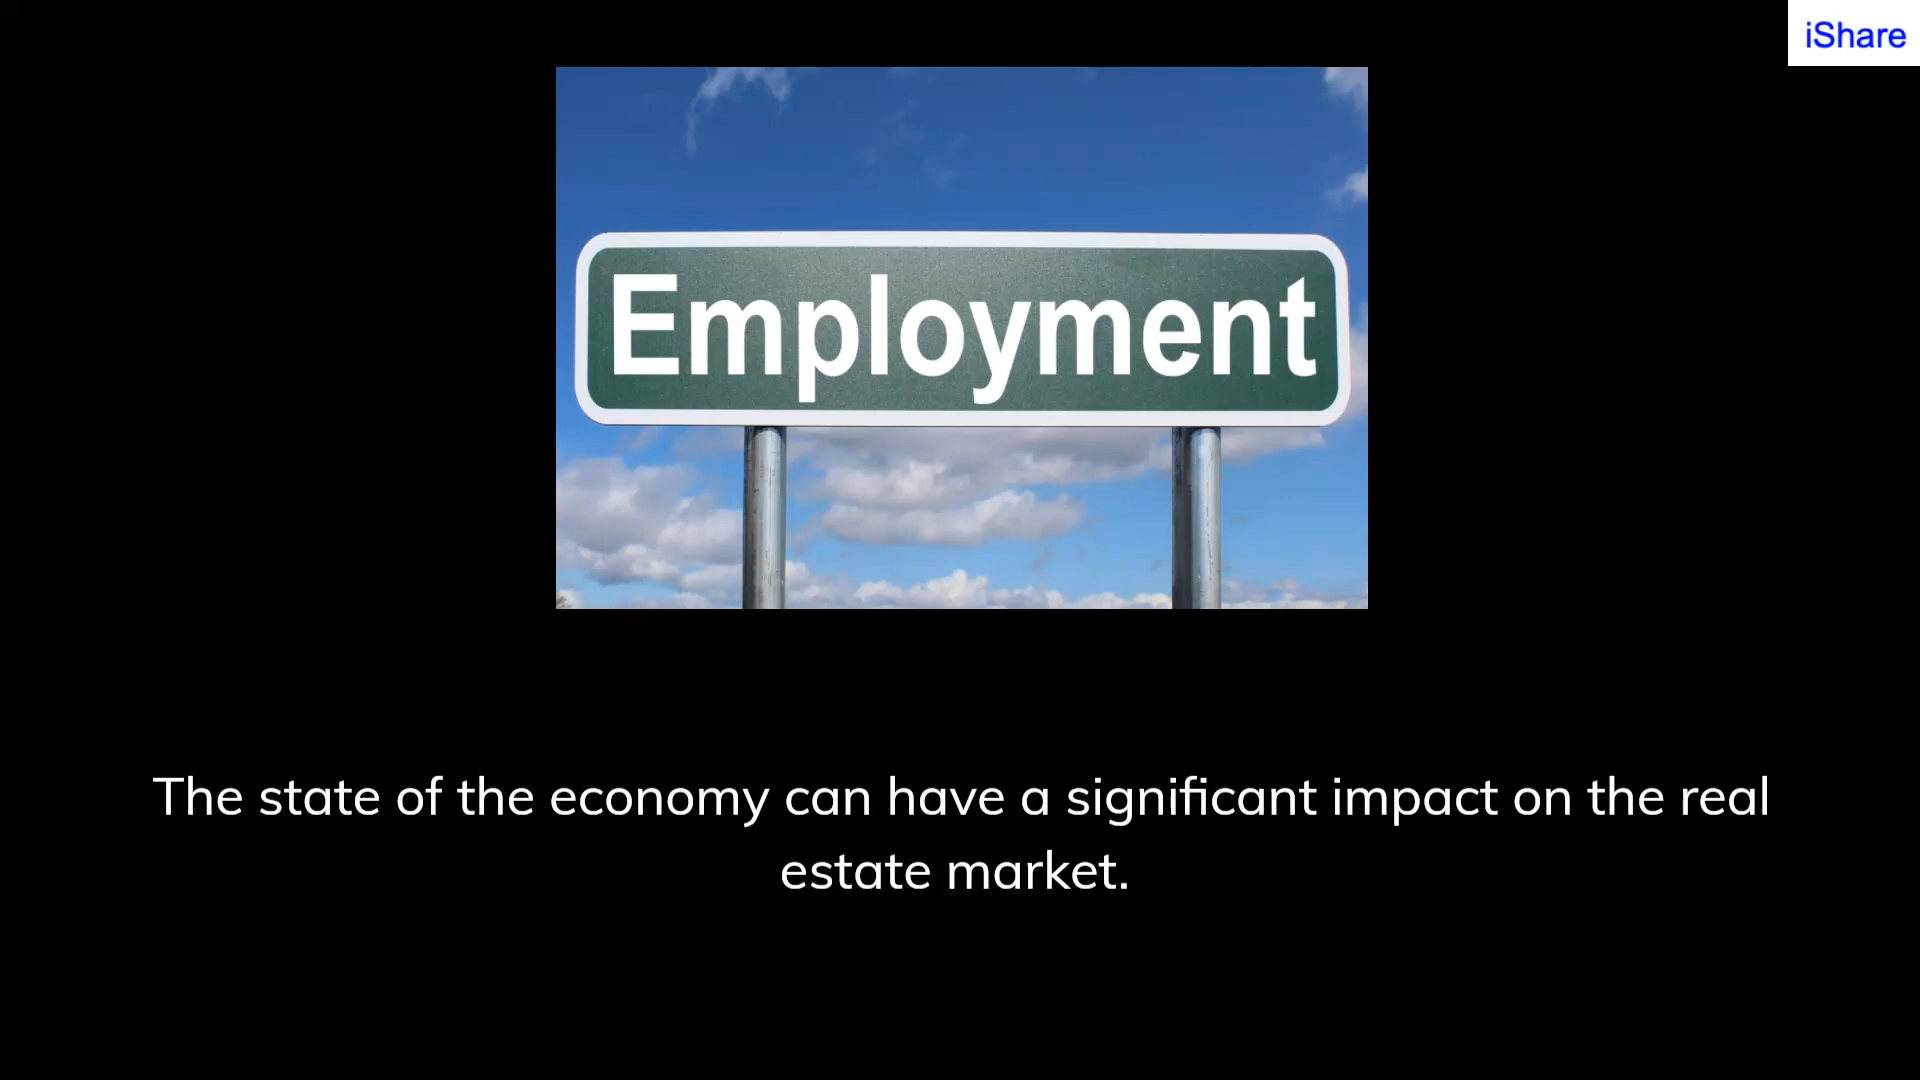 iShare
Employment
The state of the economy can have a significant impact on the real
estate market.